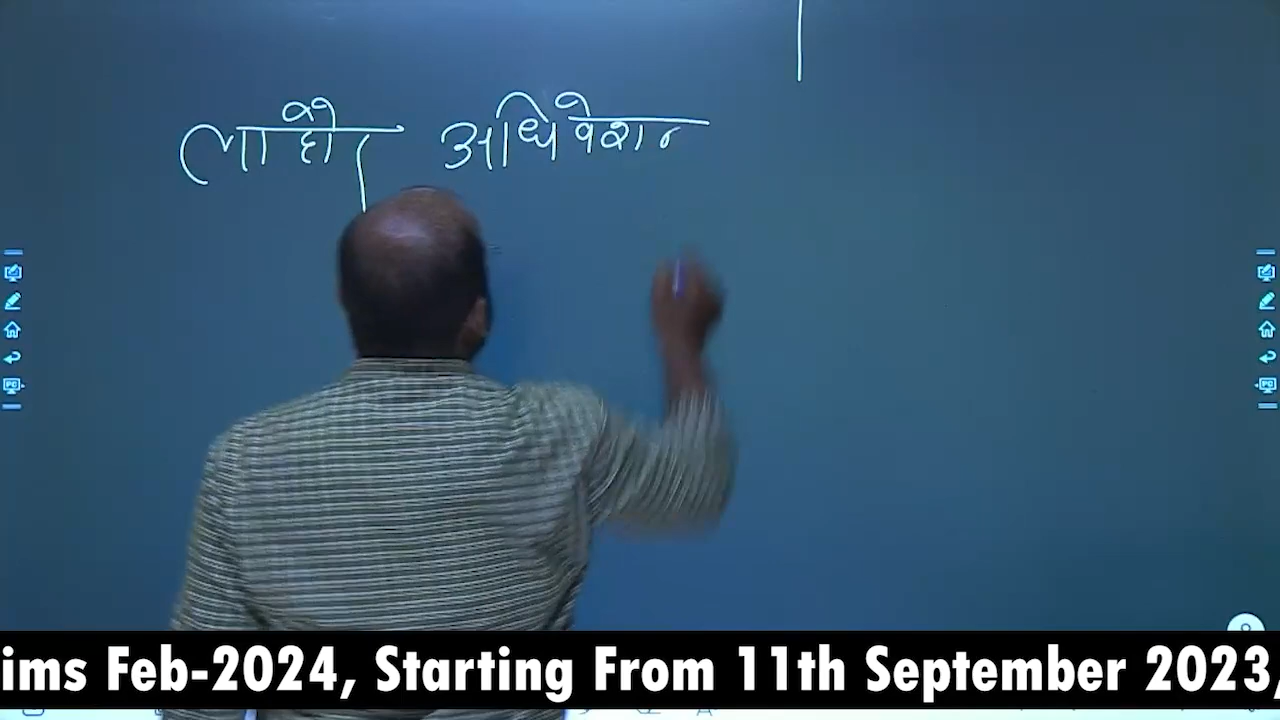 लाहौर अधिवेशन
ims Feb-2024, Starting From 11th September 2023,